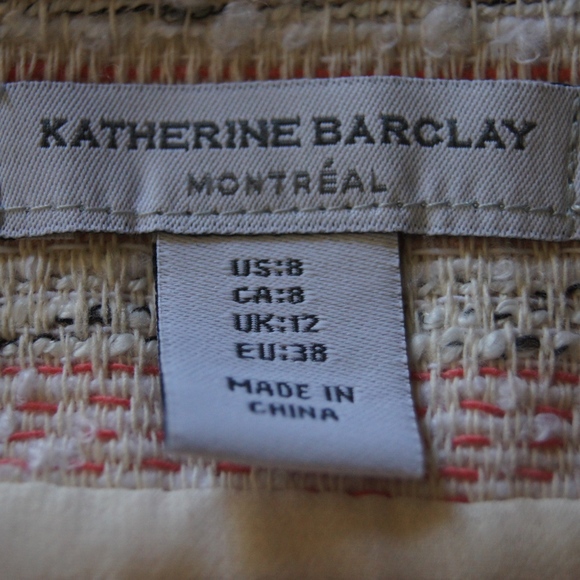 KATHERINE BARCLAY
MONTRÉAL
US:8
CA:8
UK:12
EU:38
MADE IN
CHINA